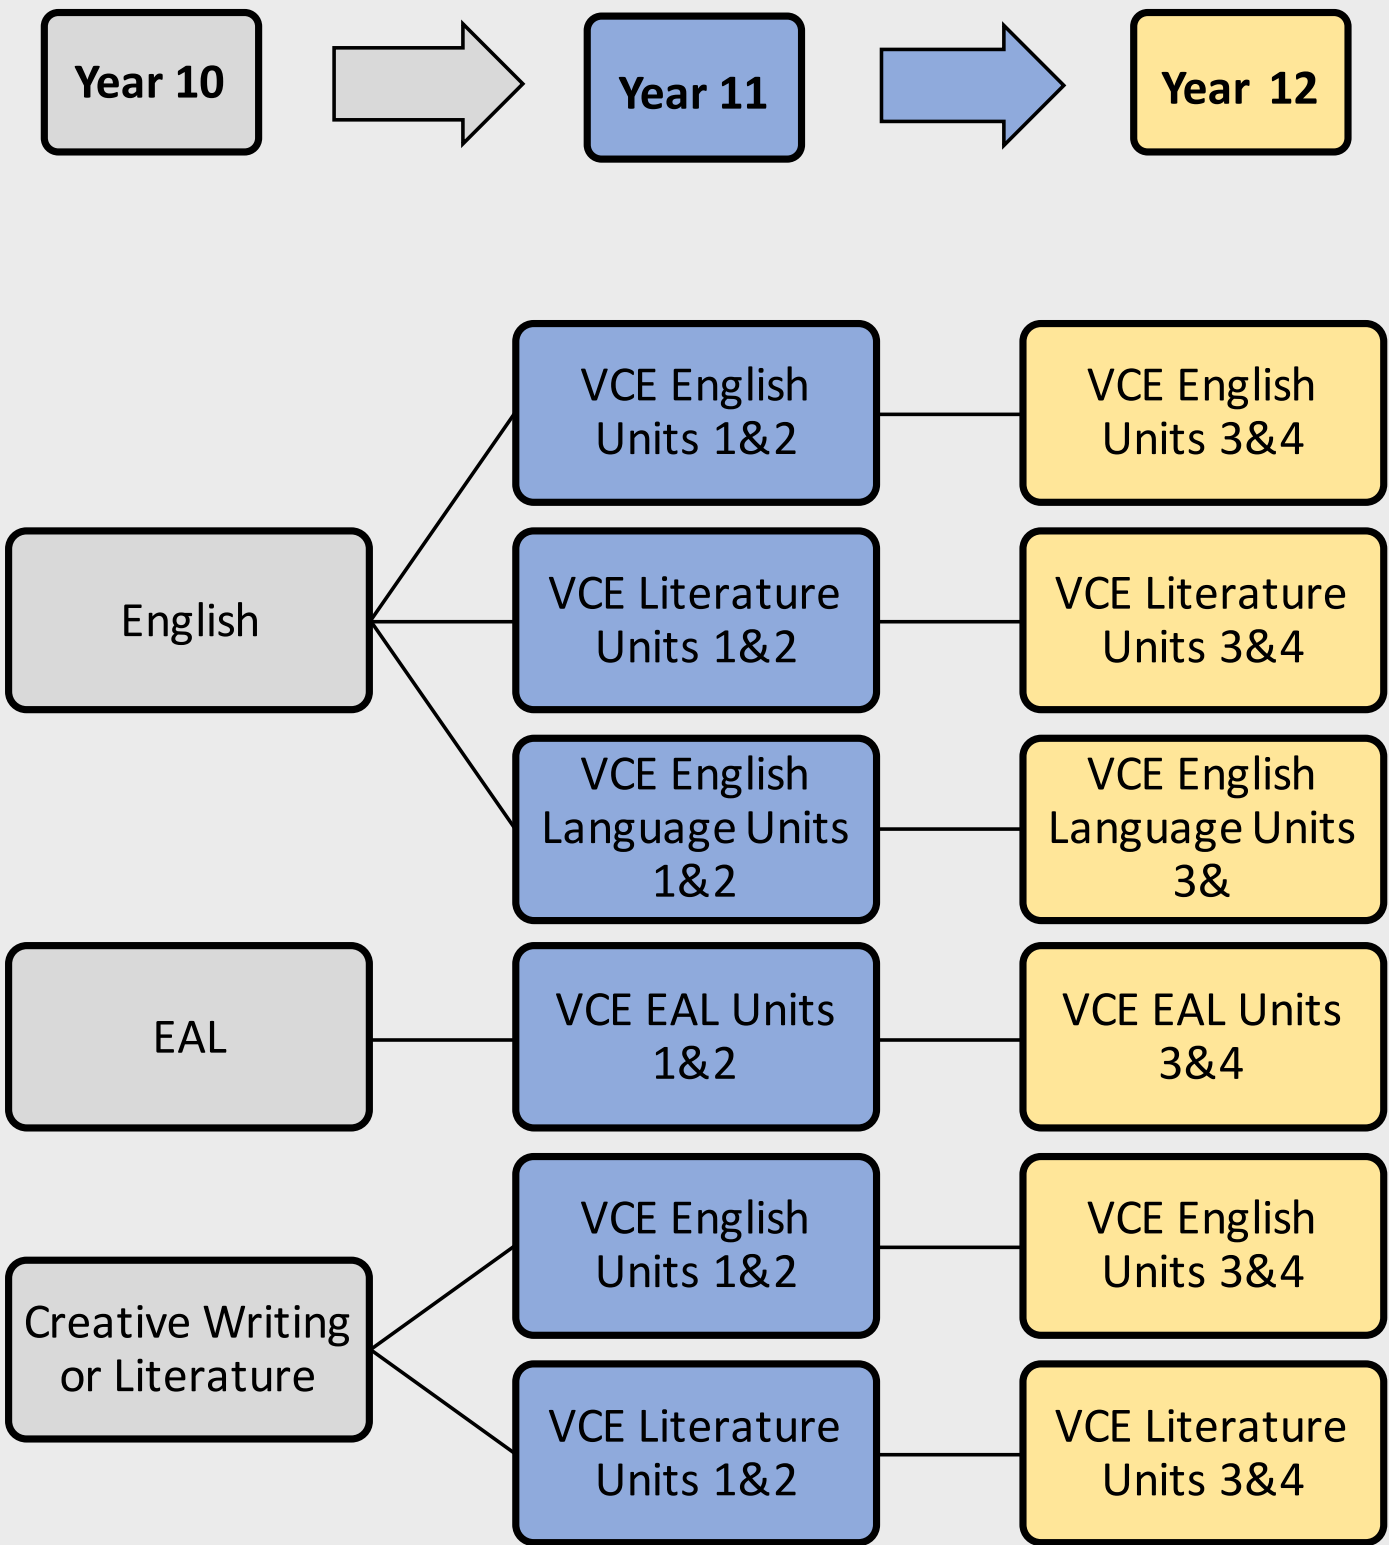 Year 10
Year 11
Year 12
English
VCE English
Units 1&2
VCE English
Units 3&4
VCE Literature
Units 1&2
VCE Literature
Units 3&4
VCE English
Language Units
1&2
VCE English
Language Units
3&
EAL
VCE EAL Units
1&2
VCE EAL Units
3&4
Creative Writing
or Literature
VCE English
Units 1&2
VCE English
Units 3&4
VCE Literature
Units 1&2
VCE Literature
Units 3&4